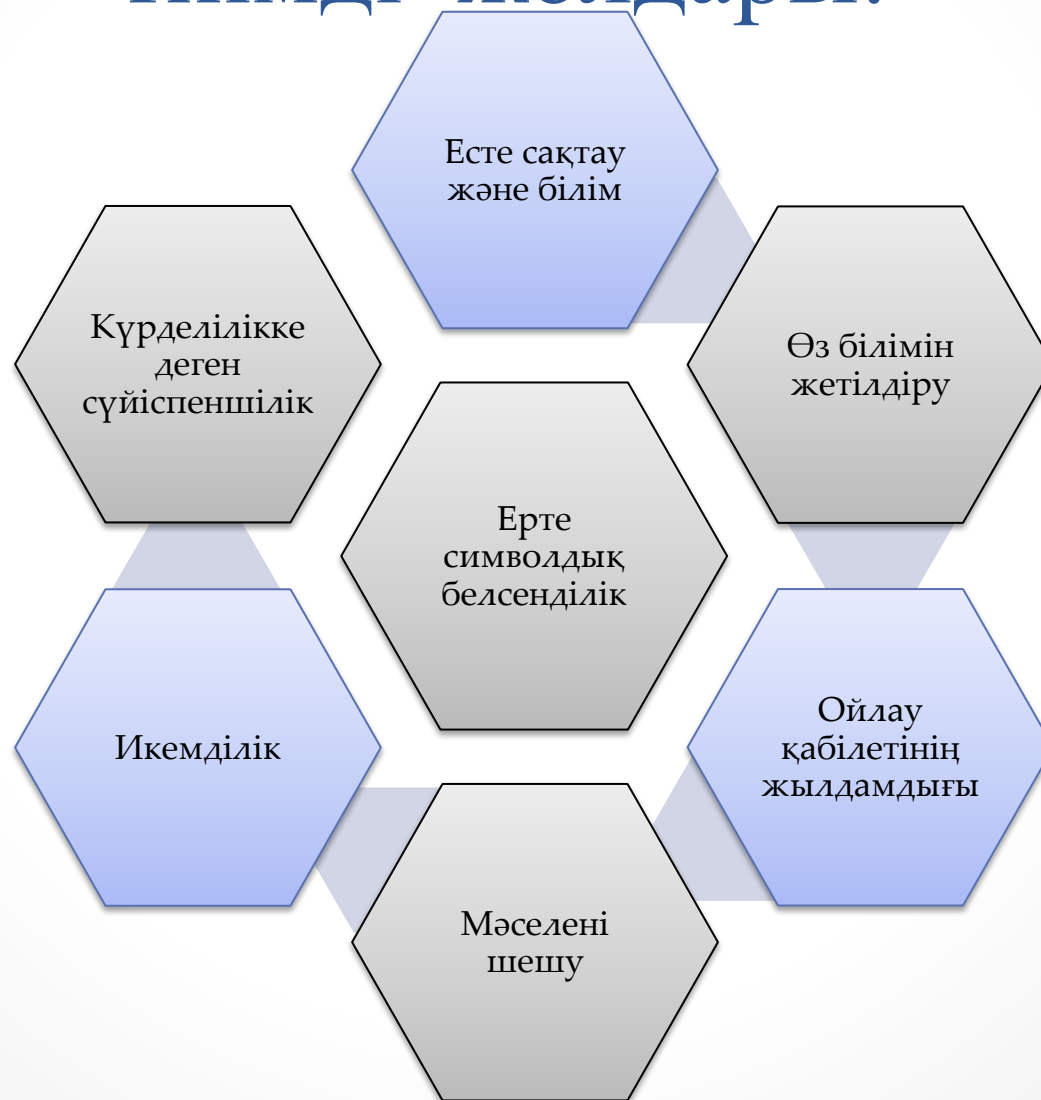 жолдары:
Есте сақтау
және білім
Күрделілікке
деген
сүйіспеншілік
Өз білімін
жетілдіру
Ерте
символдық
белсенділік
Икемділік
Ойлау
қабілетінің
жылдамдығы
Мәселені
шешу